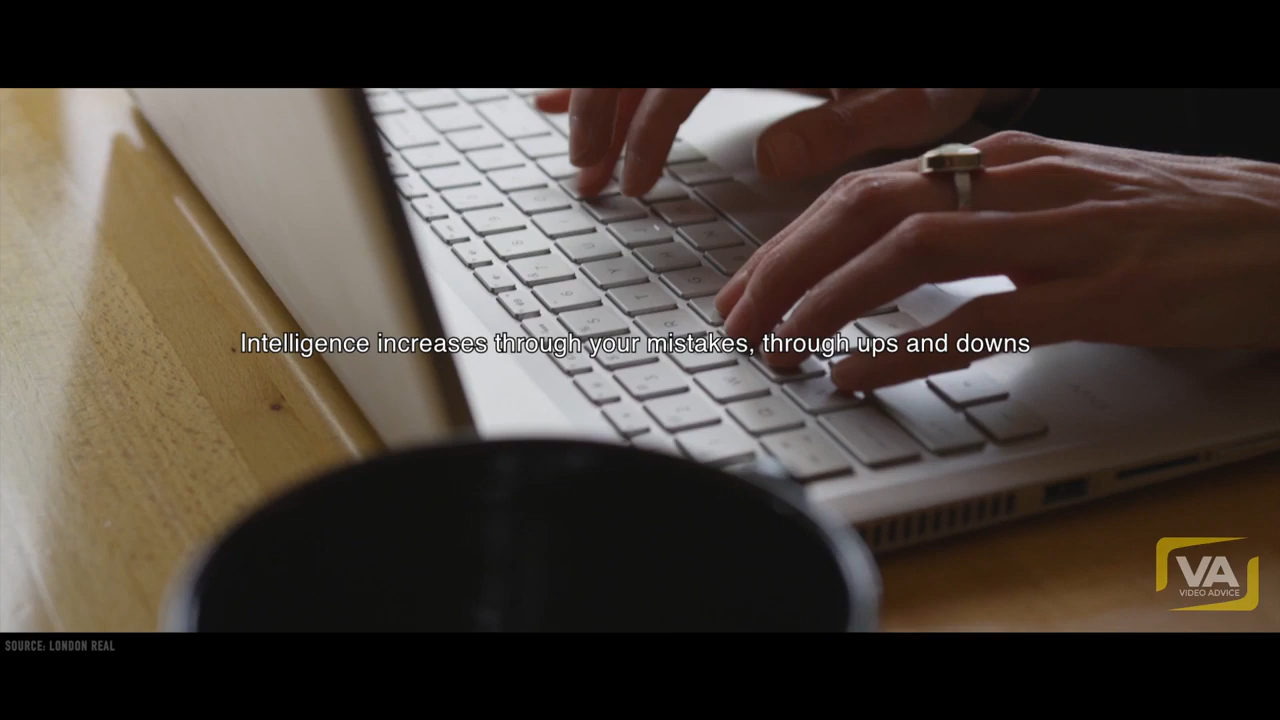 Intelligence increases through your mistakes, through ups and downs
VA
VIDEO ADVICE
SOURCE: LONDON REAL